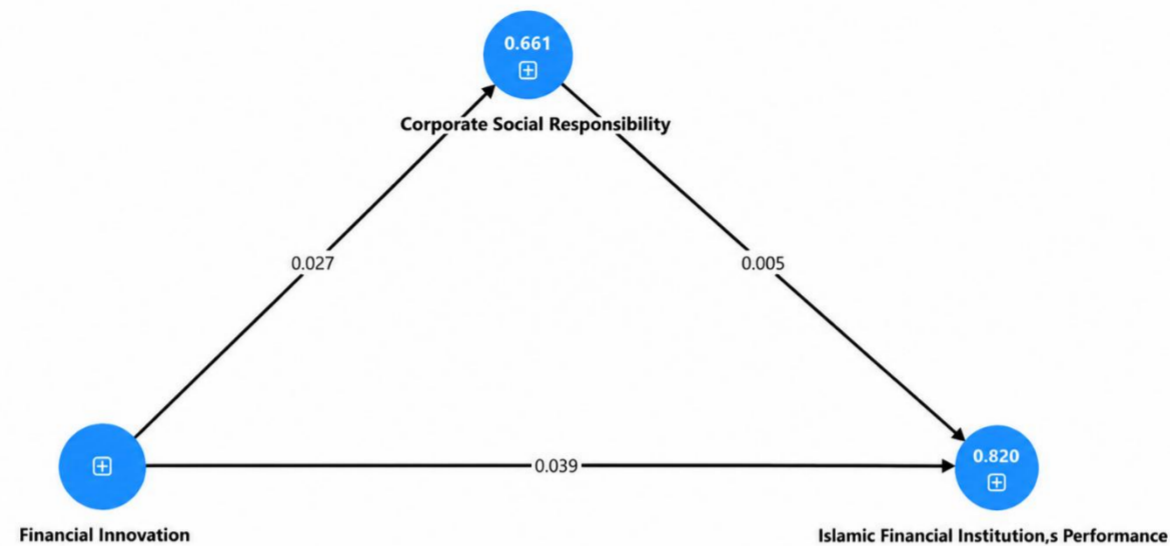 0.661
Corporate Social Responsibility
0.027
0.005
0.039
0.820
Financial Innovation
Islamic Financial Institution,s Performance